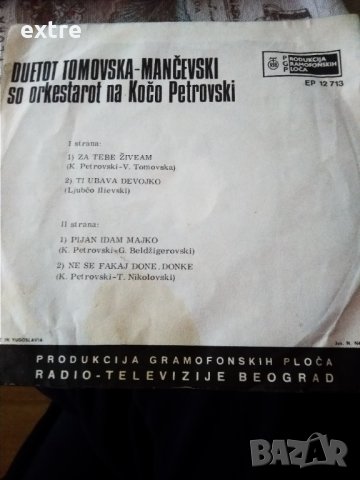 extre
DUETOT TOMOVSKA-MANČEVSKI
so orkestarot na Kočo Petrovski
PGP
PRODUKCIJA
GRAMOFONSKIH
PLOČA
EP 12 713
I strana:
1) ZA TEBE ŽIVEAM
(K. Petrovski-V. Tomovska)
2) TI UBAVA DEVOJKO
(Ljubčo Ilievski)
II strana:
1) PIJAN IDAM MAJKO
(K. Petrovski-G. Beldžigerovski)
2) NE SE FAKAJ DONE, DONKE
(K. Petrovski-T. Nikolovski)
IN YUGOSLAVIA
PRODUKCIJA GRAMOFONSKIH PLOČA
RADIO-TELEVIZIJE BEOGRAD
BAZAR